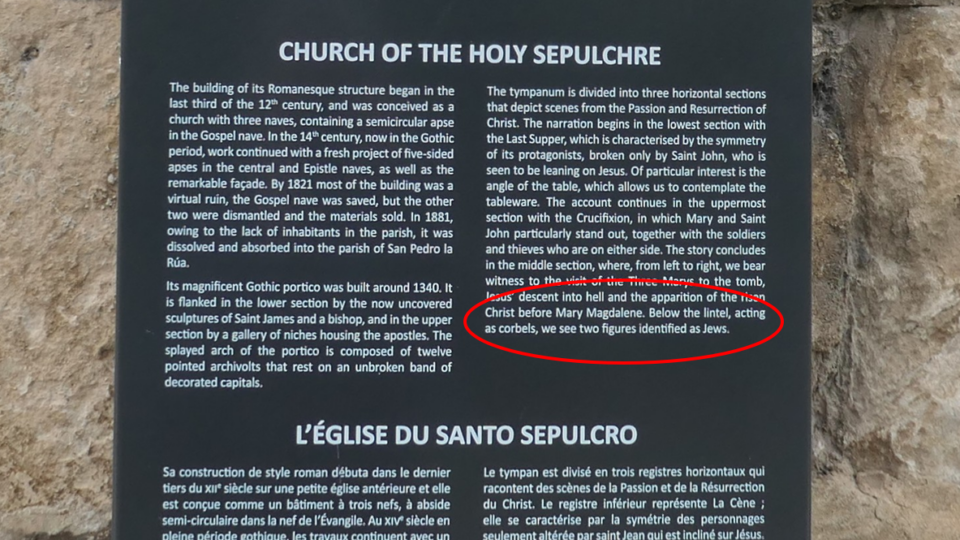 CHURCH OF THE HOLY SEPULCHRE
The building of its Romanesque structure began in the
last third of the 12th century, and was conceived as a
church with three naves, containing a semicircular apse
in the Gospel nave. In the 14th century, now in the Gothic
period, work continued with a fresh project of five-sided
apses in the central and Epistle naves, as well as the
remarkable façade. By 1821 most of the building was a
virtual ruin, the Gospel nave was saved, but the other
two were dismantled and the materials sold. In 1881,
owing to the lack of inhabitants in the parish, it was
dissolved and absorbed into the parish of San Pedro la
Rúa.
Its magnificent Gothic portico was built around 1340. It
is flanked in the lower section by the now uncovered
sculptures of Saint James and a bishop, and in the upper
section by a gallery of niches housing the apostles. The
splayed arch of the portico is composed of twelve
pointed archivolts that rest on an unbroken band of
decorated capitals.
The tympanum is divided into three horizontal sections
that depict scenes from the Passion and Resurrection of
Christ. The narration begins in the lowest section with
the Last Supper, which is characterised by the symmetry
of its protagonists, broken only by Saint John, who is
seen to be leaning on Jesus. Of particular interest is the
angle of the table, which allows us to contemplate the
tableware. The account continues in the uppermost
section with the Crucifixion, in which Mary and Saint
John particularly stand out, together with the soldiers
and thieves who are on either side. The story concludes
in the middle section, where, from left to right, we bear
witness to the visit of the Three Marys to the tomb,
Jesus' descent into hell and the apparition of the risen
Christ before Mary Magdalene. Below the lintel, acting
as corbels, we see two figures identified as Jews.
L'ÉGLISE DU SANTO SEPULCRO
Sa construction de style roman débuta dans le dernier
tiers du XIIe siècle sur une petite église antérieure et elle
est conçue comme un bâtiment à trois nefs, à abside
semi-circulaire dans la nef de l'Évangile. Au XIVe siècle en
pleine période gothique, les travaux continuent avec un
Le tympan est divisé en trois registres horizontaux qui
racontent des scènes de la Passion et de la Résurrection
du Christ. Le registre inférieur représente La Cène ;
elle se caractérise par la symétrie des personnages
seulement altérée par saint Jean qui est incliné sur Jésus.